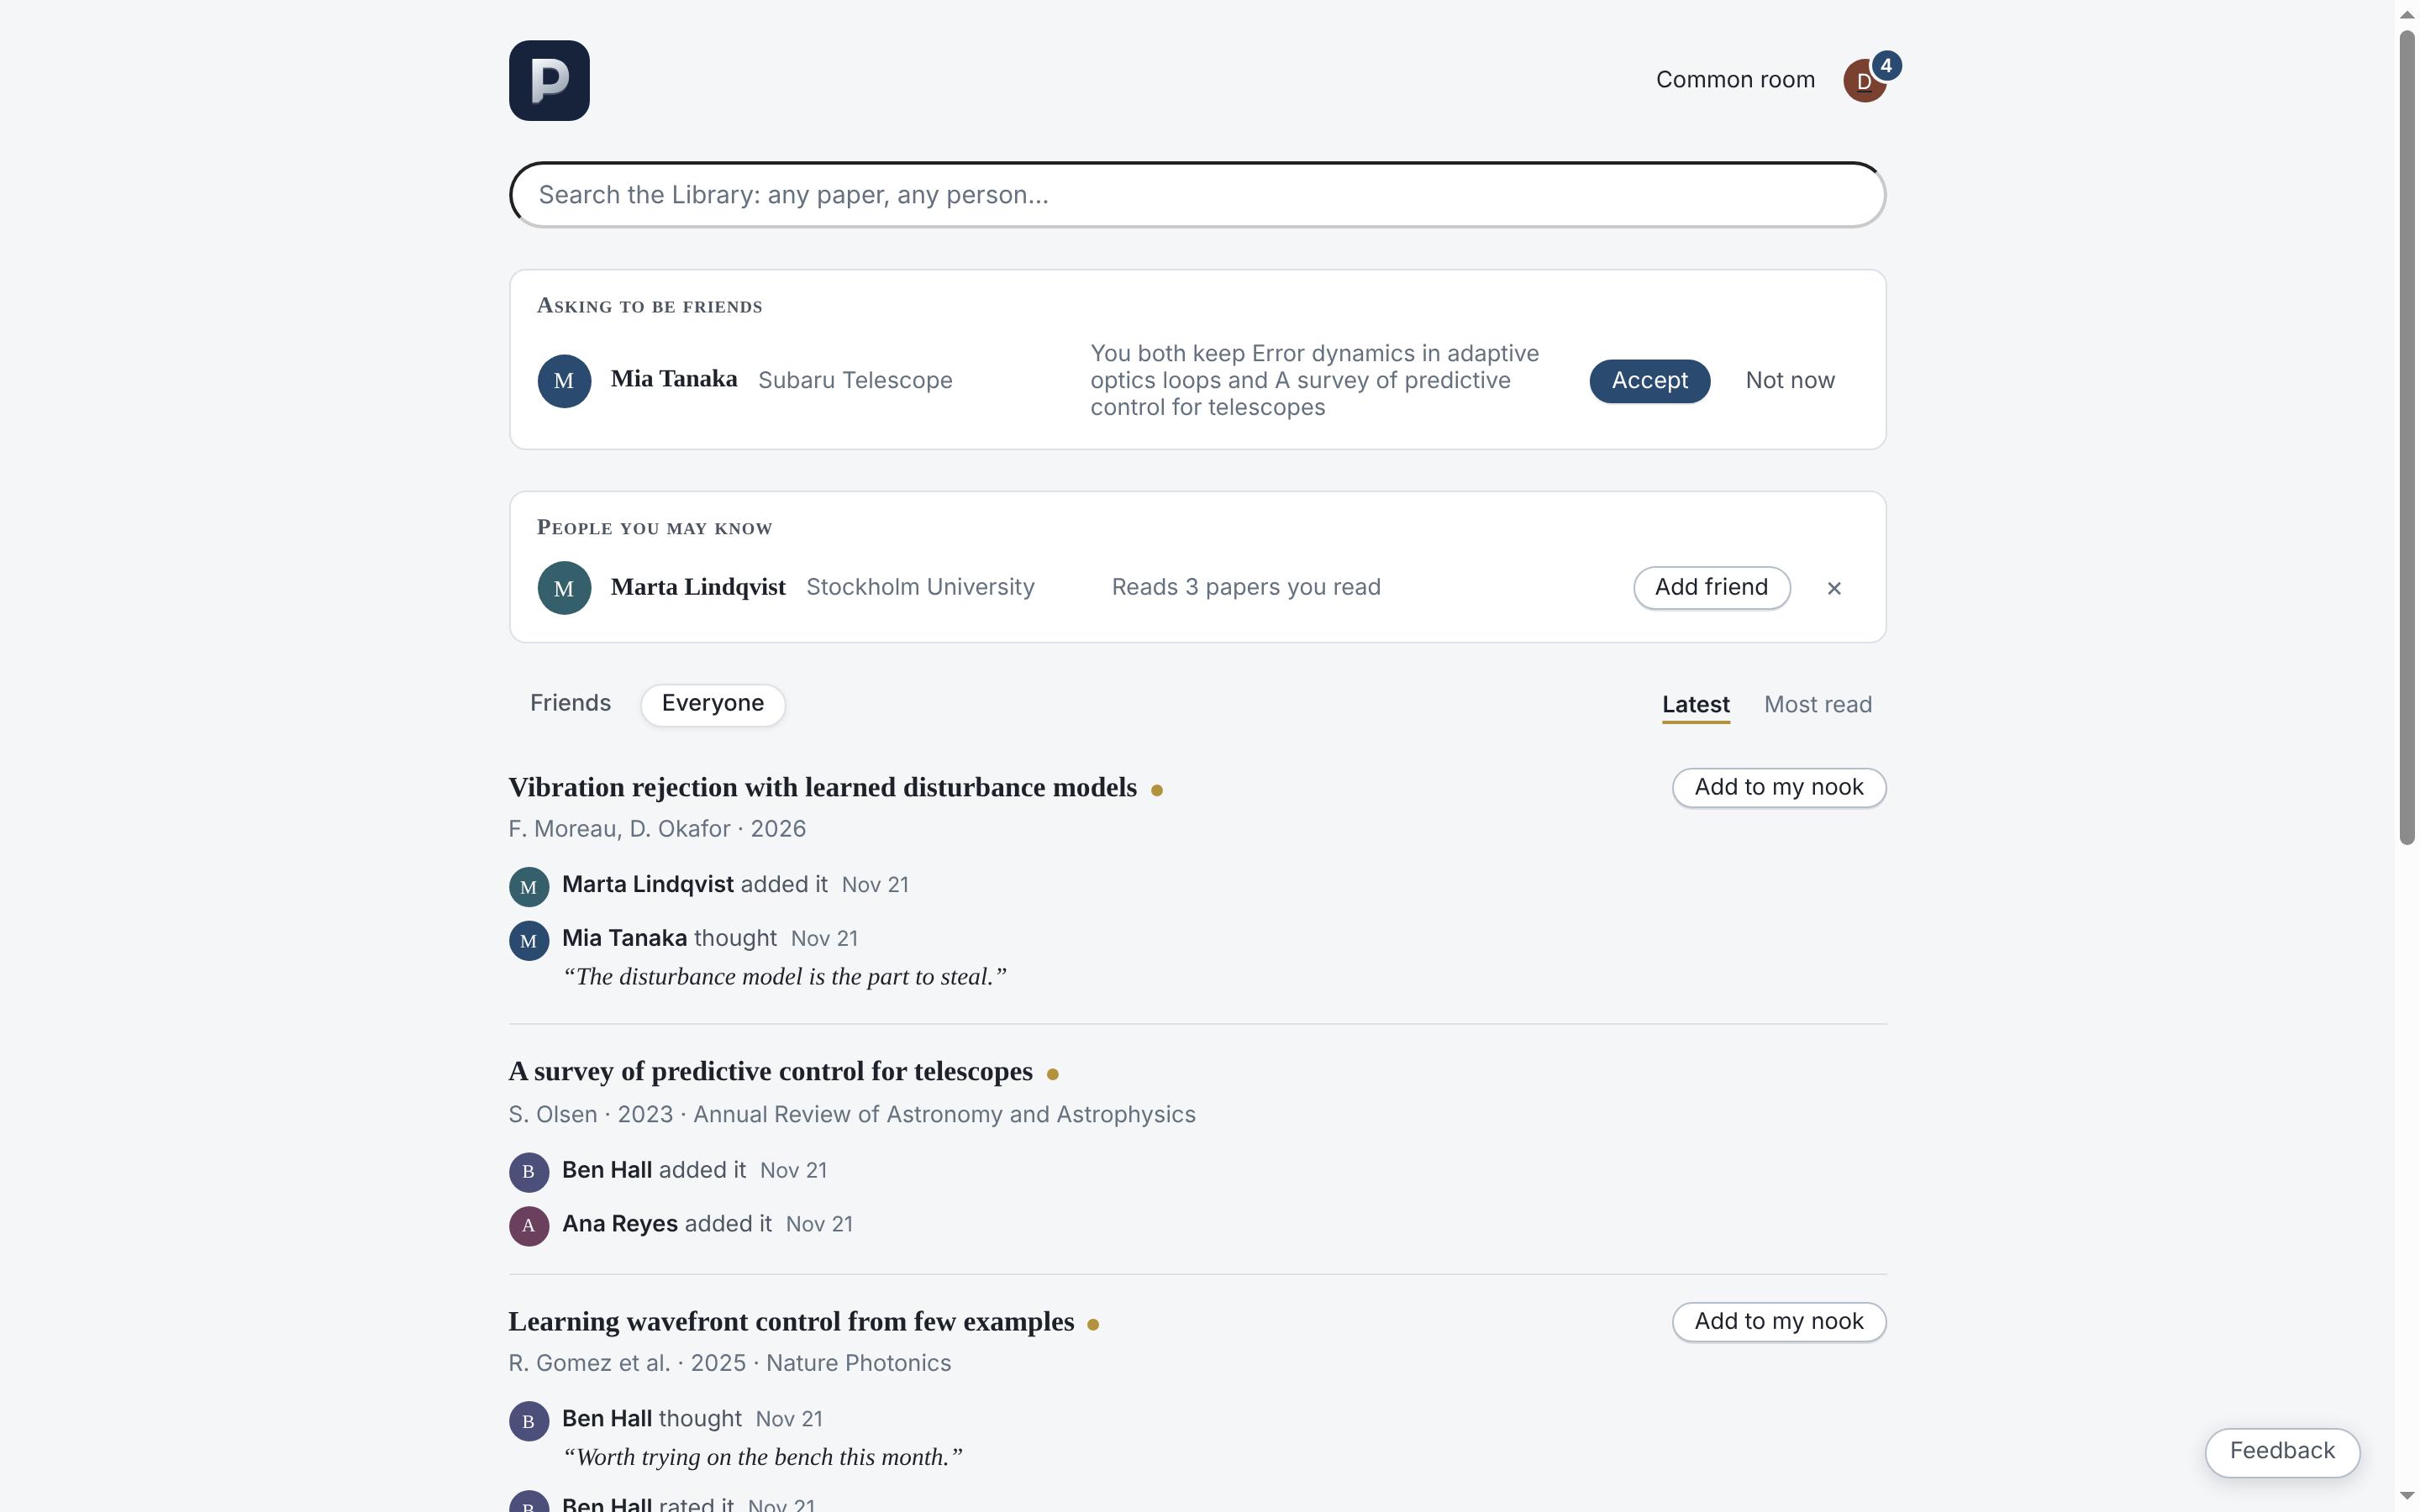 P
Common room
D
4
Search the Library: any paper, any person...
Asking to be friends
M
Mia Tanaka Subaru Telescope
You both keep Error dynamics in adaptive
optics loops and A survey of predictive
control for telescopes
Accept
Not now
People you may know
M
Marta Lindqvist Stockholm University
Reads 3 papers you read
Add friend
×
Friends
Everyone
Latest
Most read
Vibration rejection with learned disturbance models
Add to my nook
F. Moreau, D. Okafor · 2026
M
Marta Lindqvist added it Nov 21
M
Mia Tanaka thought Nov 21
“The disturbance model is the part to steal.”
A survey of predictive control for telescopes
S. Olsen · 2023 · Annual Review of Astronomy and Astrophysics
B
Ben Hall added it Nov 21
A
Ana Reyes added it Nov 21
Learning wavefront control from few examples
Add to my nook
R. Gomez et al. · 2025 · Nature Photonics
B
Ben Hall thought Nov 21
“Worth trying on the bench this month.”
B
Ben Hall rated it Nov 21
Feedback